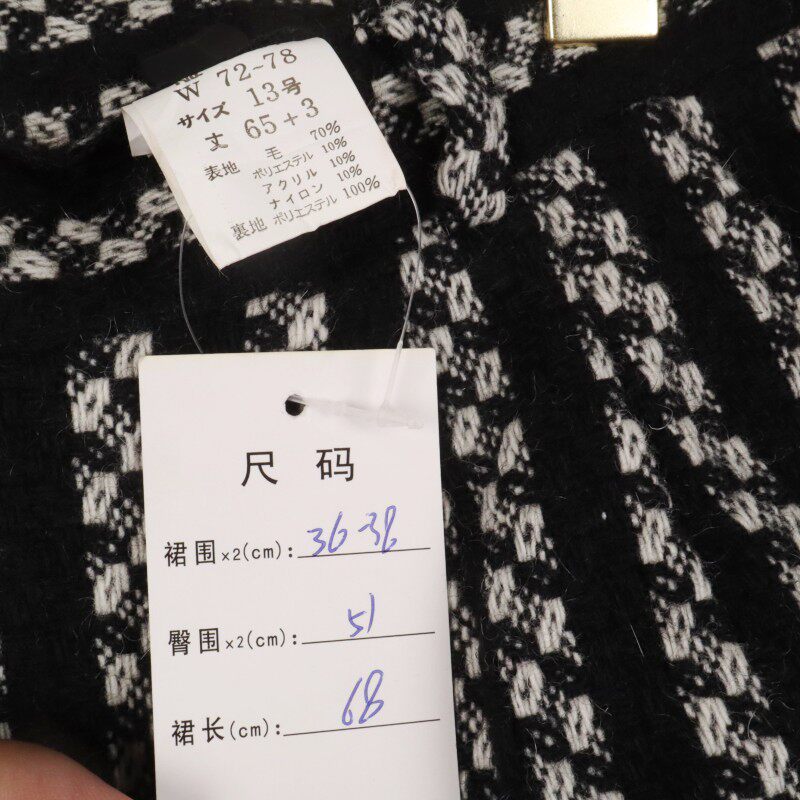 W 72~78
サイズ 13号
丈 65+3
表地 毛 70%
ポリエステル 10%
アクリル 10%
ナイロン 10%
裏地 ポリエステル 100%
尺码
裙围×2(cm): 36-38
臀围×2(cm): 51
裙长(cm): 68